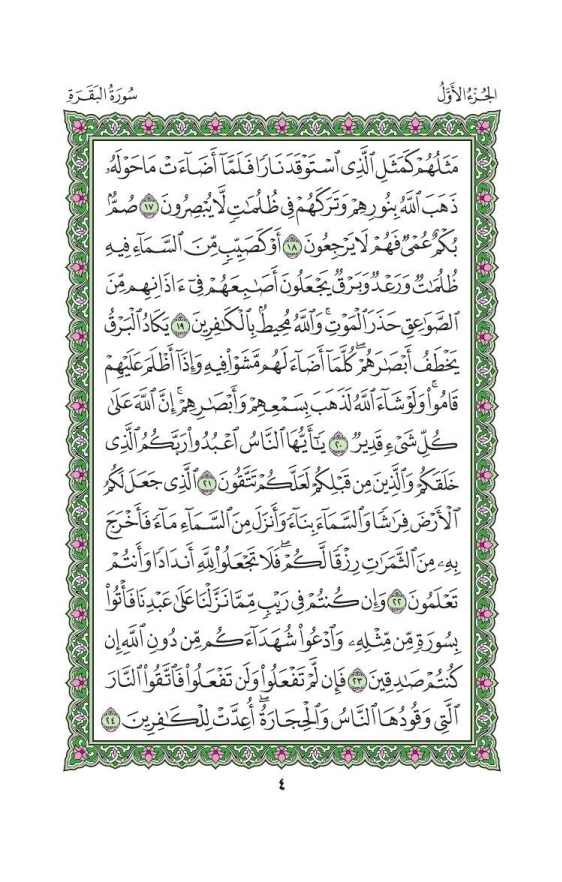 الجُزْءُ الأَوَّلُ سُورَةُ البَقَرَةِ
مَثَلُهُمْ كَمَثَلِ ٱلَّذِى ٱسْتَوْقَدَ نَارًا فَلَمَّآ أَضَآءَتْ مَا حَوْلَهُۥ
ذَهَبَ ٱللَّهُ بِنُورِهِمْ وَتَرَكَهُمْ فِى ظُلُمَٰتٍ لَّا يُبْصِرُونَ ١٧ صُمٌّۢ
بُكْمٌ عُمْىٌ فَهُمْ لَا يَرْجِعُونَ ١٨ أَوْ كَصَيِّبٍ مِّنَ ٱلسَّمَآءِ فِيهِ
ظُلُمَٰتٌ وَرَعْدٌ وَبَرْقٌ يَجْعَلُونَ أَصَٰبِعَهُمْ فِىٓ ءَاذَانِهِم مِّنَ
ٱلصَّوَٰعِقِ حَذَرَ ٱلْمَوْتِ ۚ وَٱللَّهُ مُحِيطٌۢ بِٱلْكَٰفِرِينَ ١٩ يَكَادُ ٱلْبَرْقُ
يَخْطَفُ أَبْصَٰرَهُمْ ۖ كُلَّمَآ أَضَآءَ لَهُم مَّشَوْا۟ فِيهِ وَإِذَآ أَظْلَمَ عَلَيْهِمْ
قَامُوا۟ ۚ وَلَوْ شَآءَ ٱللَّهُ لَذَهَبَ بِسَمْعِهِمْ وَأَبْصَٰرِهِمْ ۚ إِنَّ ٱللَّهَ عَلَىٰ
كُلِّ شَىْءٍ قَدِيرٌ ٢٠ يَٰٓأَيُّهَا ٱلنَّاسُ ٱعْبُدُوا۟ رَبَّكُمُ ٱلَّذِى
خَلَقَكُمْ وَٱلَّذِينَ مِن قَبْلِكُمْ لَعَلَّكُمْ تَتَّقُونَ ٢١ ٱلَّذِى جَعَلَ لَكُمُ
ٱلْأَرْضَ فِرَٰشًا وَٱلسَّمَآءَ بِنَآءً وَأَنزَلَ مِنَ ٱلسَّمَآءِ مَآءً فَأَخْرَجَ
بِهِۦ مِنَ ٱلثَّمَرَٰتِ رِزْقًا لَّكُمْ ۖ فَلَا تَجْعَلُوا۟ لِلَّهِ أَندَادًا وَأَنتُمْ
تَعْلَمُونَ ٢٢ وَإِن كُنتُمْ فِى رَيْبٍ مِّمَّا نَزَّلْنَا عَلَىٰ عَبْدِنَا فَأْتُوا۟
بِسُورَةٍ مِّن مِّثْلِهِۦ وَٱدْعُوا۟ شُهَدَآءَكُم مِّن دُونِ ٱللَّهِ إِن
كُنتُمْ صَٰدِقِينَ ٢٣ فَإِن لَّمْ تَفْعَلُوا۟ وَلَن تَفْعَلُوا۟ فَٱتَّقُوا۟ ٱلنَّارَ
ٱلَّتِى وَقُودُهَا ٱلنَّاسُ وَٱلْحِجَارَةُ ۖ أُعِدَّتْ لِلْكَٰفِرِينَ ٢٤
٤